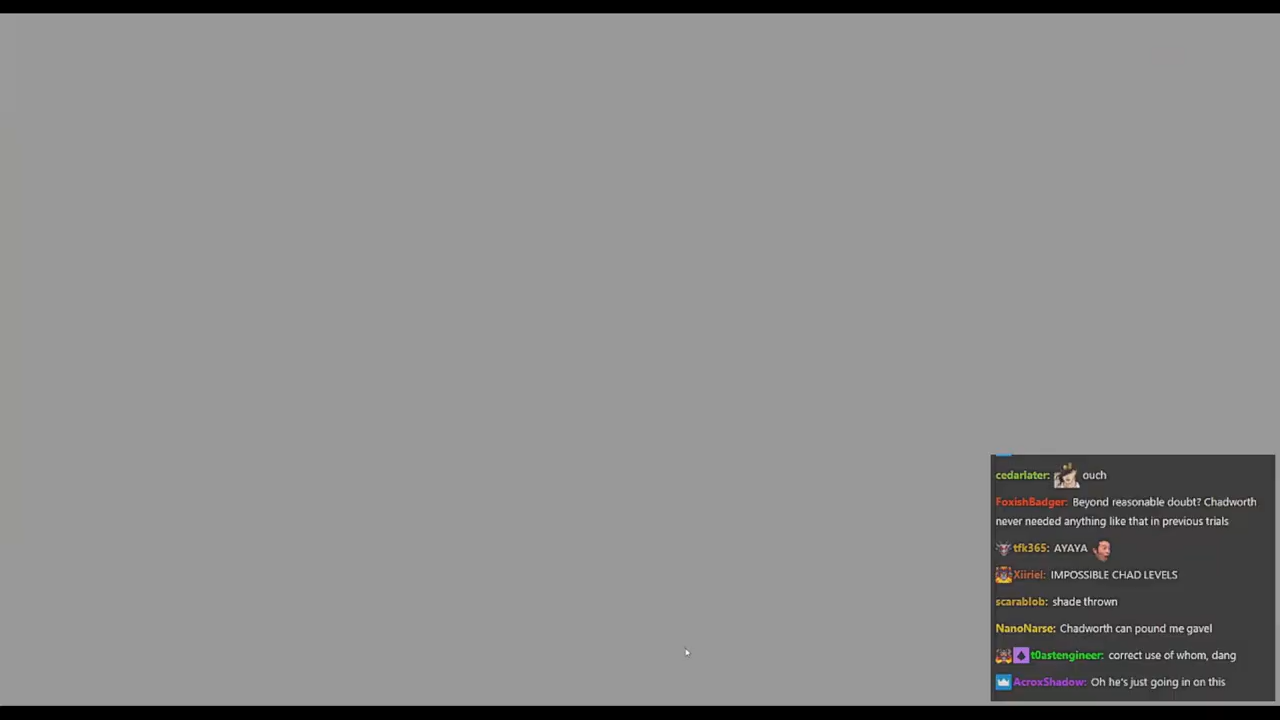 cedariater: ouch
FoxishBadger: Beyond reasonable doubt? Chadworth
never needed anything like that in previous trials
tfk365: AYAYA
Xiiriel: IMPOSSIBLE CHAD LEVELS
scarablob: shade thrown
NanoNarse: Chadworth can pound me gavel
t0astengineer: correct use of whom, dang
AcroxShadow: Oh he's just going in on this